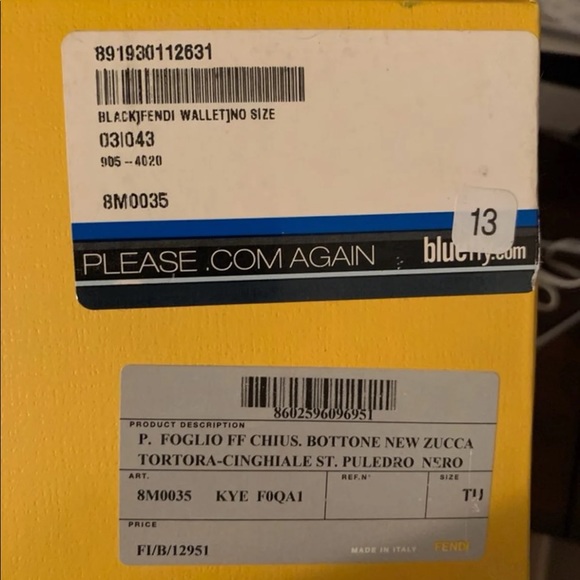 891930112631
BLACK]FENDI WALLET]NO SIZE
03|043
905-4020
8M0035
13
PLEASE .COM AGAIN
bluefly.com
8602596096951
PRODUCT DESCRIPTION
P. FOGLIO FF CHIUS. BOTTONE NEW ZUCCA
TORTORA-CINGHIALE ST. PULEDRO NERO
ART. REF.N° SIZE
8M0035 KYE F0QA1 TU
PRICE
FI/B/12951 MADE IN ITALY FENDI